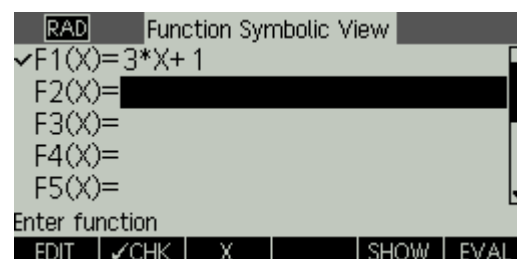 RAD Function Symbolic View
✓F1(X)=3*X+1
F2(X)=
F3(X)=
F4(X)=
F5(X)=
Enter function
EDIT ✓CHK X SHOW EVAL